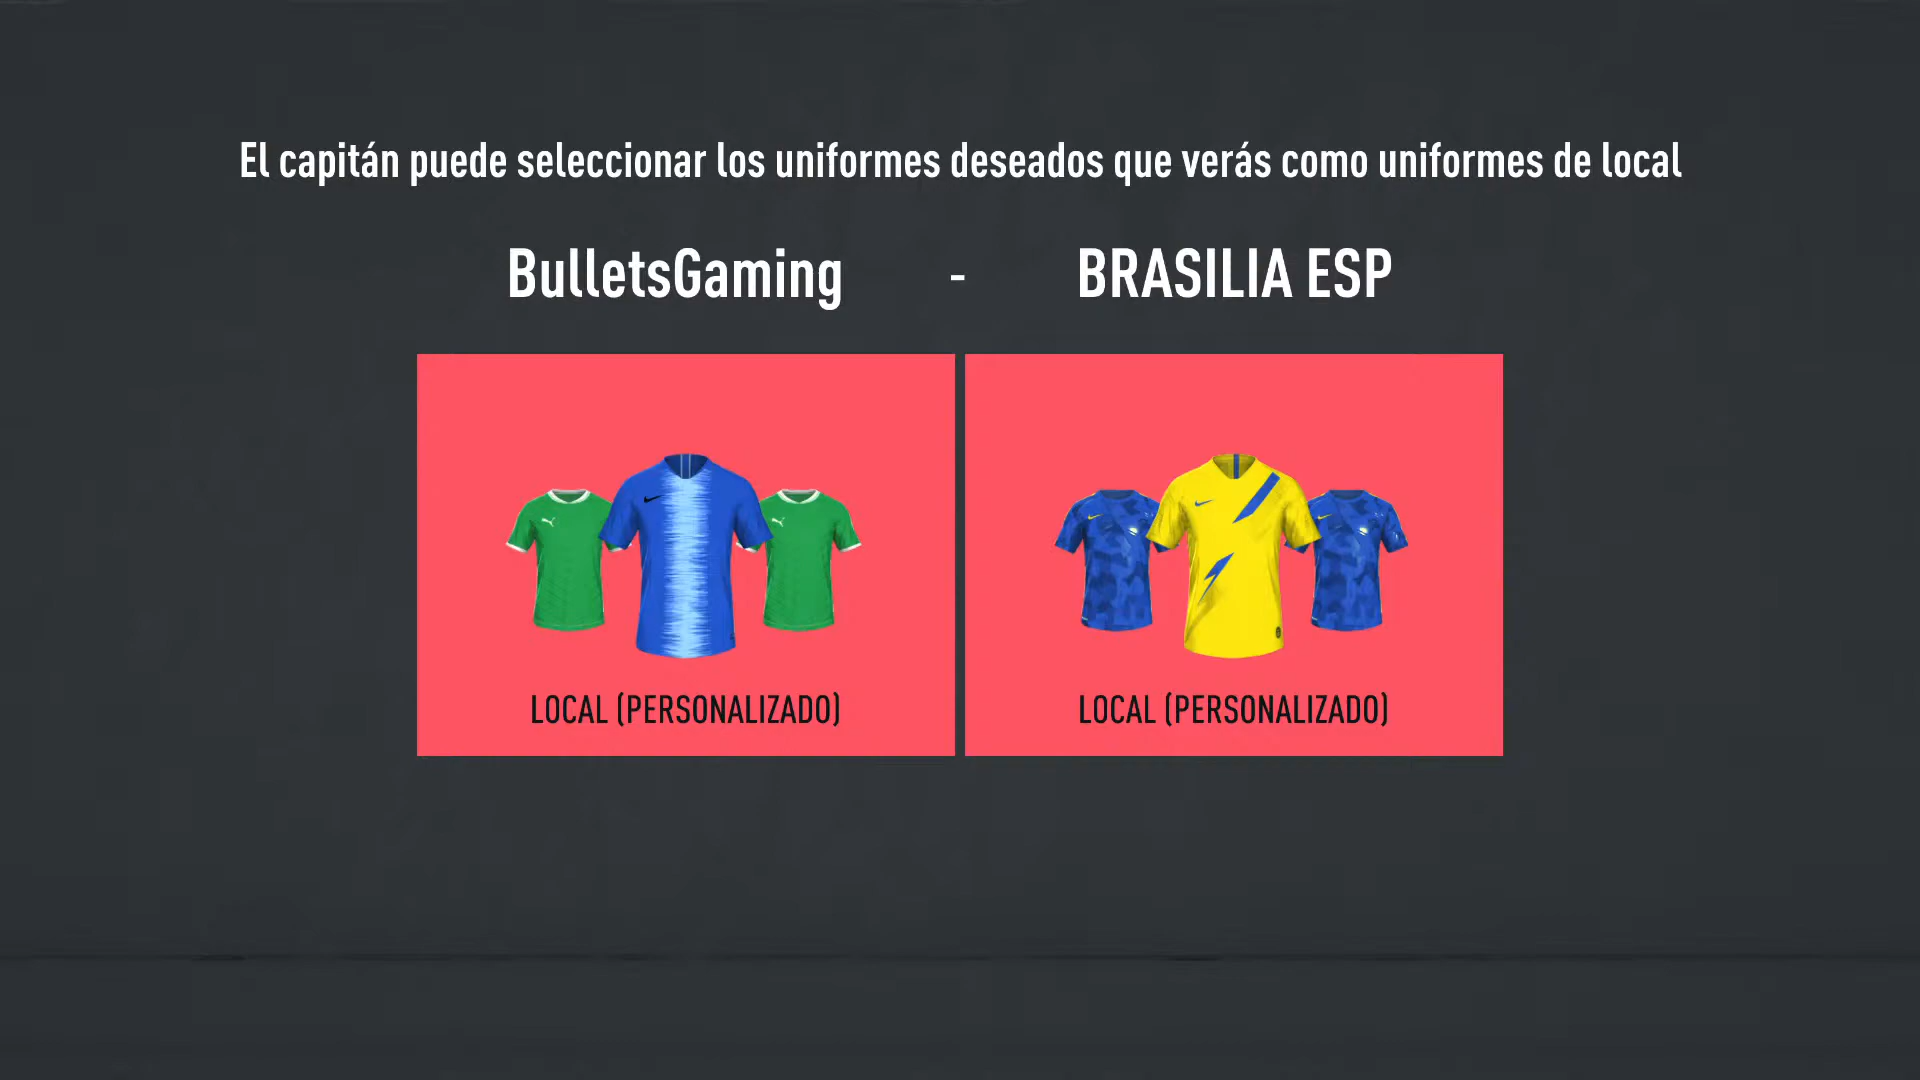 El capitán puede seleccionar los uniformes deseados que verás como uniformes de local
BulletsGaming - BRASILIA ESP
LOCAL (PERSONALIZADO) LOCAL (PERSONALIZADO)